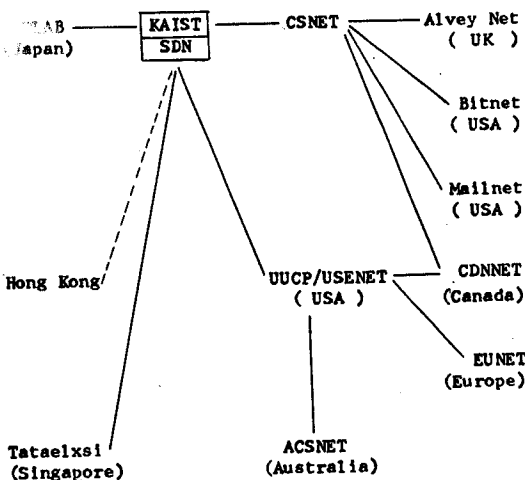 KAIST
SDN
CSNET
Alvey Net
( UK )
Bitnet
( USA )
Mailnet
( USA )
Hong Kong
UUCP/USENET
( USA )
CDNNET
(Canada)
EUNET
(Europe)
Tataelxsi
(Singapore)
ACSNET
(Australia)